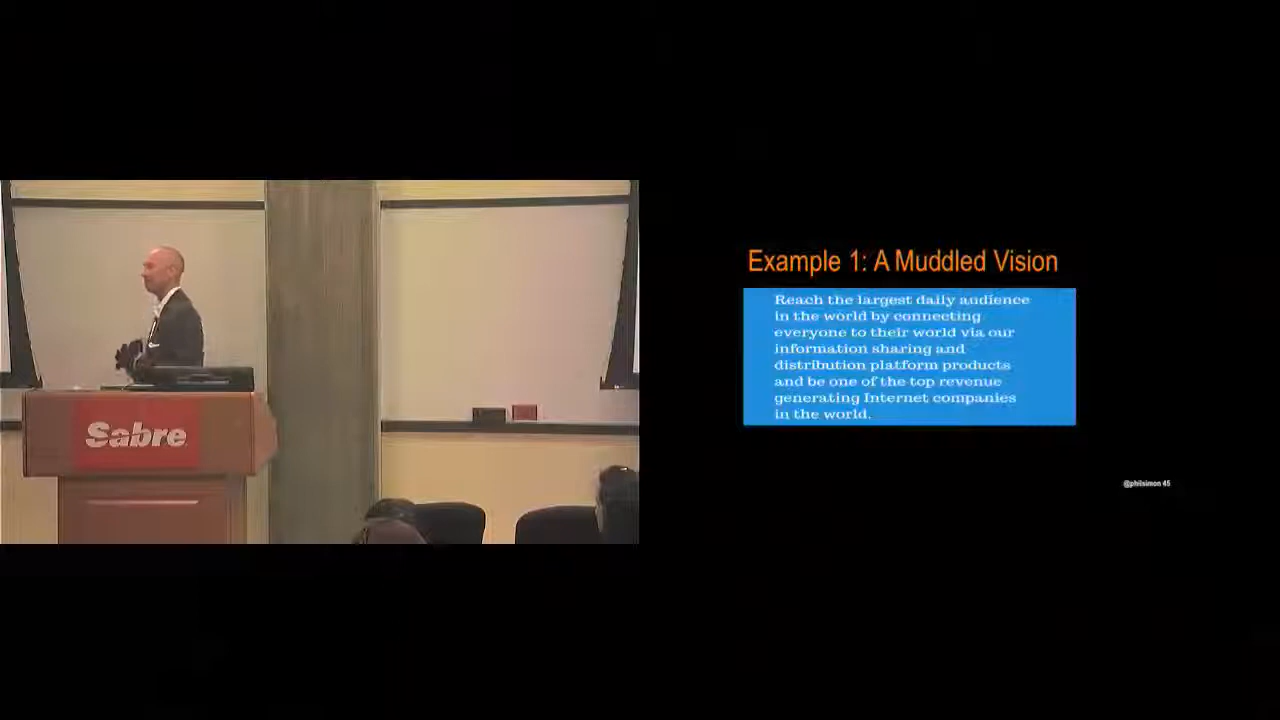 Sabre
Example 1: A Muddled Vision
Reach the largest daily audience
in the world by connecting
everyone to their world via our
information sharing and
distribution platform products
and be one of the top revenue
generating Internet companies
in the world.
@philsimon 45